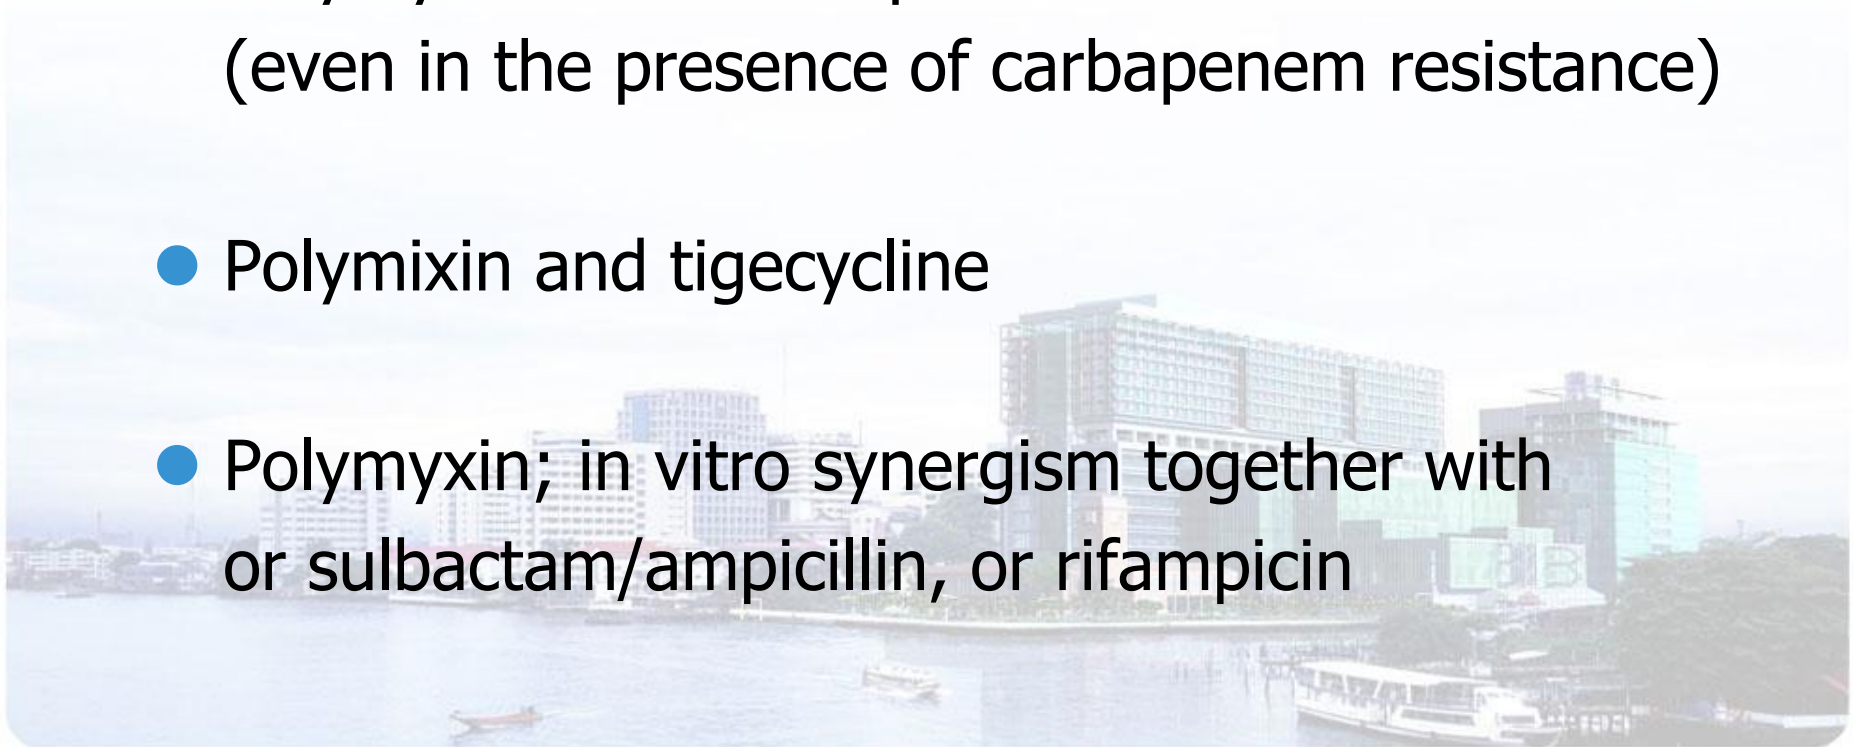 (even in the presence of carbapenem resistance)
Polymixin and tigecycline
Polymyxin; in vitro synergism together with
or sulbactam/ampicillin, or rifampicin